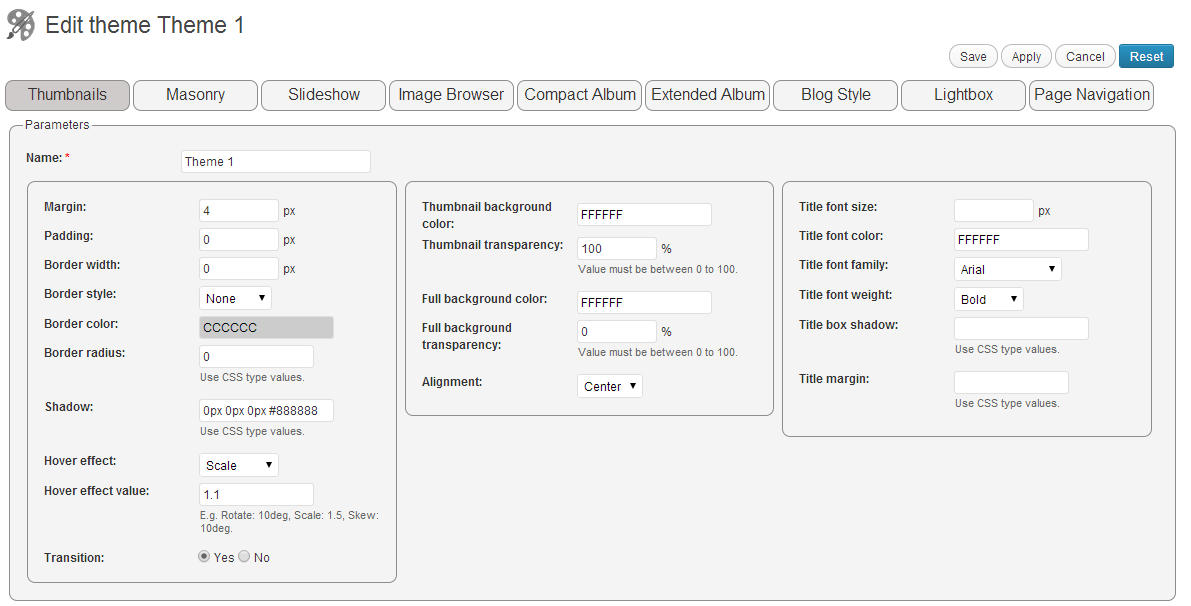 Edit theme Theme 1
Save Apply Cancel Reset
Thumbnails Masonry Slideshow Image Browser Compact Album Extended Album Blog Style Lightbox Page Navigation
Parameters
Name: * Theme 1
Margin: 4 px
Padding: 0 px
Border width: 0 px
Border style: None
Border color: CCCCCC
Border radius: 0
Use CSS type values.
Shadow: 0px 0px 0px #888888
Use CSS type values.
Hover effect: Scale
Hover effect value: 1.1
E.g. Rotate: 10deg, Scale: 1.5, Skew:
10deg.
Transition: Yes No
Thumbnail background
color: FFFFFF
Thumbnail transparency: 100 %
Value must be between 0 to 100.
Full background color: FFFFFF
Full background
transparency: 0 %
Value must be between 0 to 100.
Alignment: Center
Title font size: px
Title font color: FFFFFF
Title font family: Arial
Title font weight: Bold
Title box shadow:
Use CSS type values.
Title margin:
Use CSS type values.